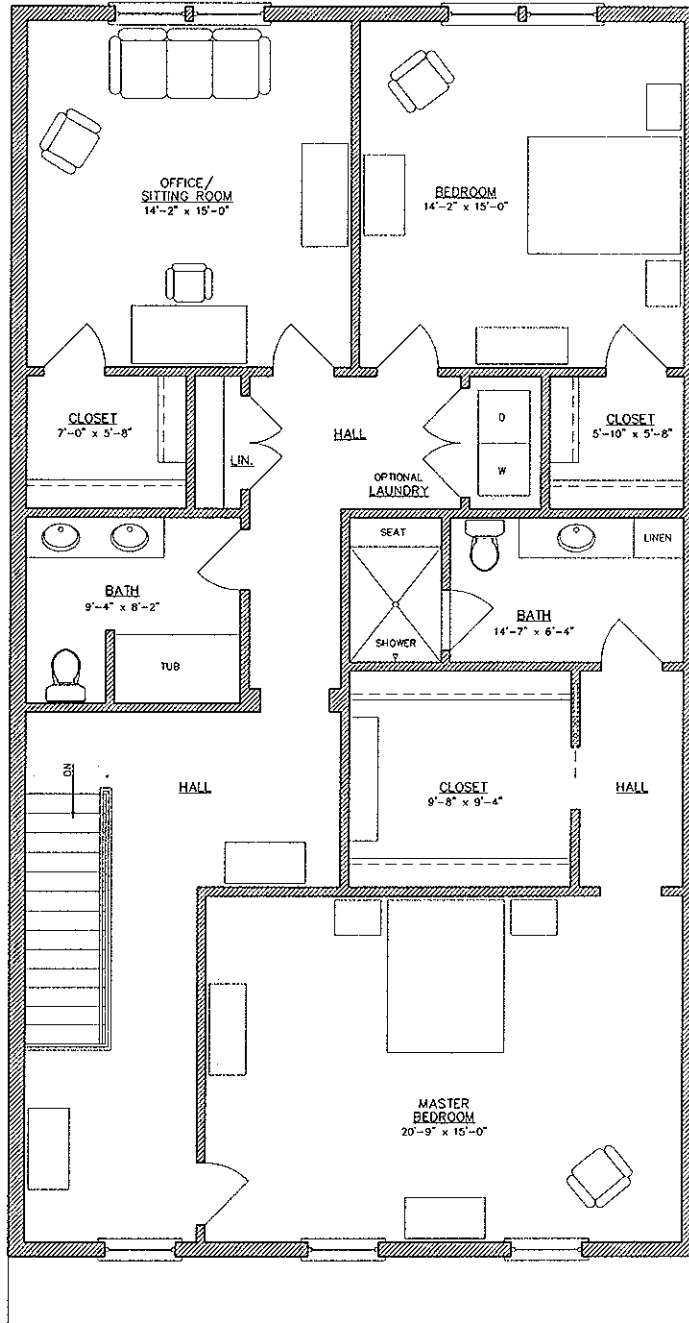 OFFICE/
SITTING ROOM
14'-2" x 15'-0"
BEDROOM
14'-2" x 15'-0"
CLOSET
7'-0" x 5'-8"
LIN.
HALL
OPTIONAL
LAUNDRY
D
W
CLOSET
5'-10" x 5'-8"
BATH
9'-4" x 8'-2"
TUB
SEAT
SHOWER
LINEN
BATH
14'-7" x 6'-4"
DN
HALL
CLOSET
9'-8" x 9'-4"
HALL
MASTER
BEDROOM
20'-9" x 15'-0"